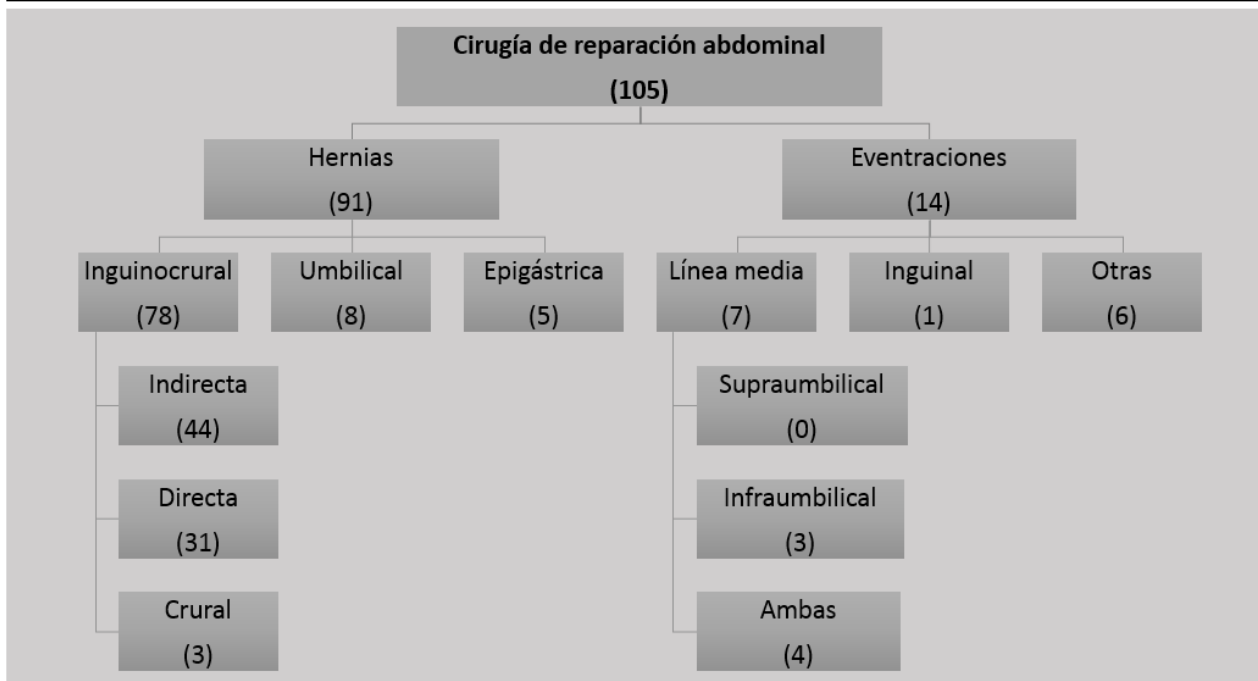 Cirugía de reparación abdominal
(105)
Hernias
(91)
Eventraciones
(14)
Inguinocrural
(78)
Umbilical
(8)
Epigástrica
(5)
Línea media
(7)
Inguinal
(1)
Otras
(6)
Indirecta
(44)
Directa
(31)
Crural
(3)
Supraumbilical
(0)
Infraumbilical
(3)
Ambas
(4)